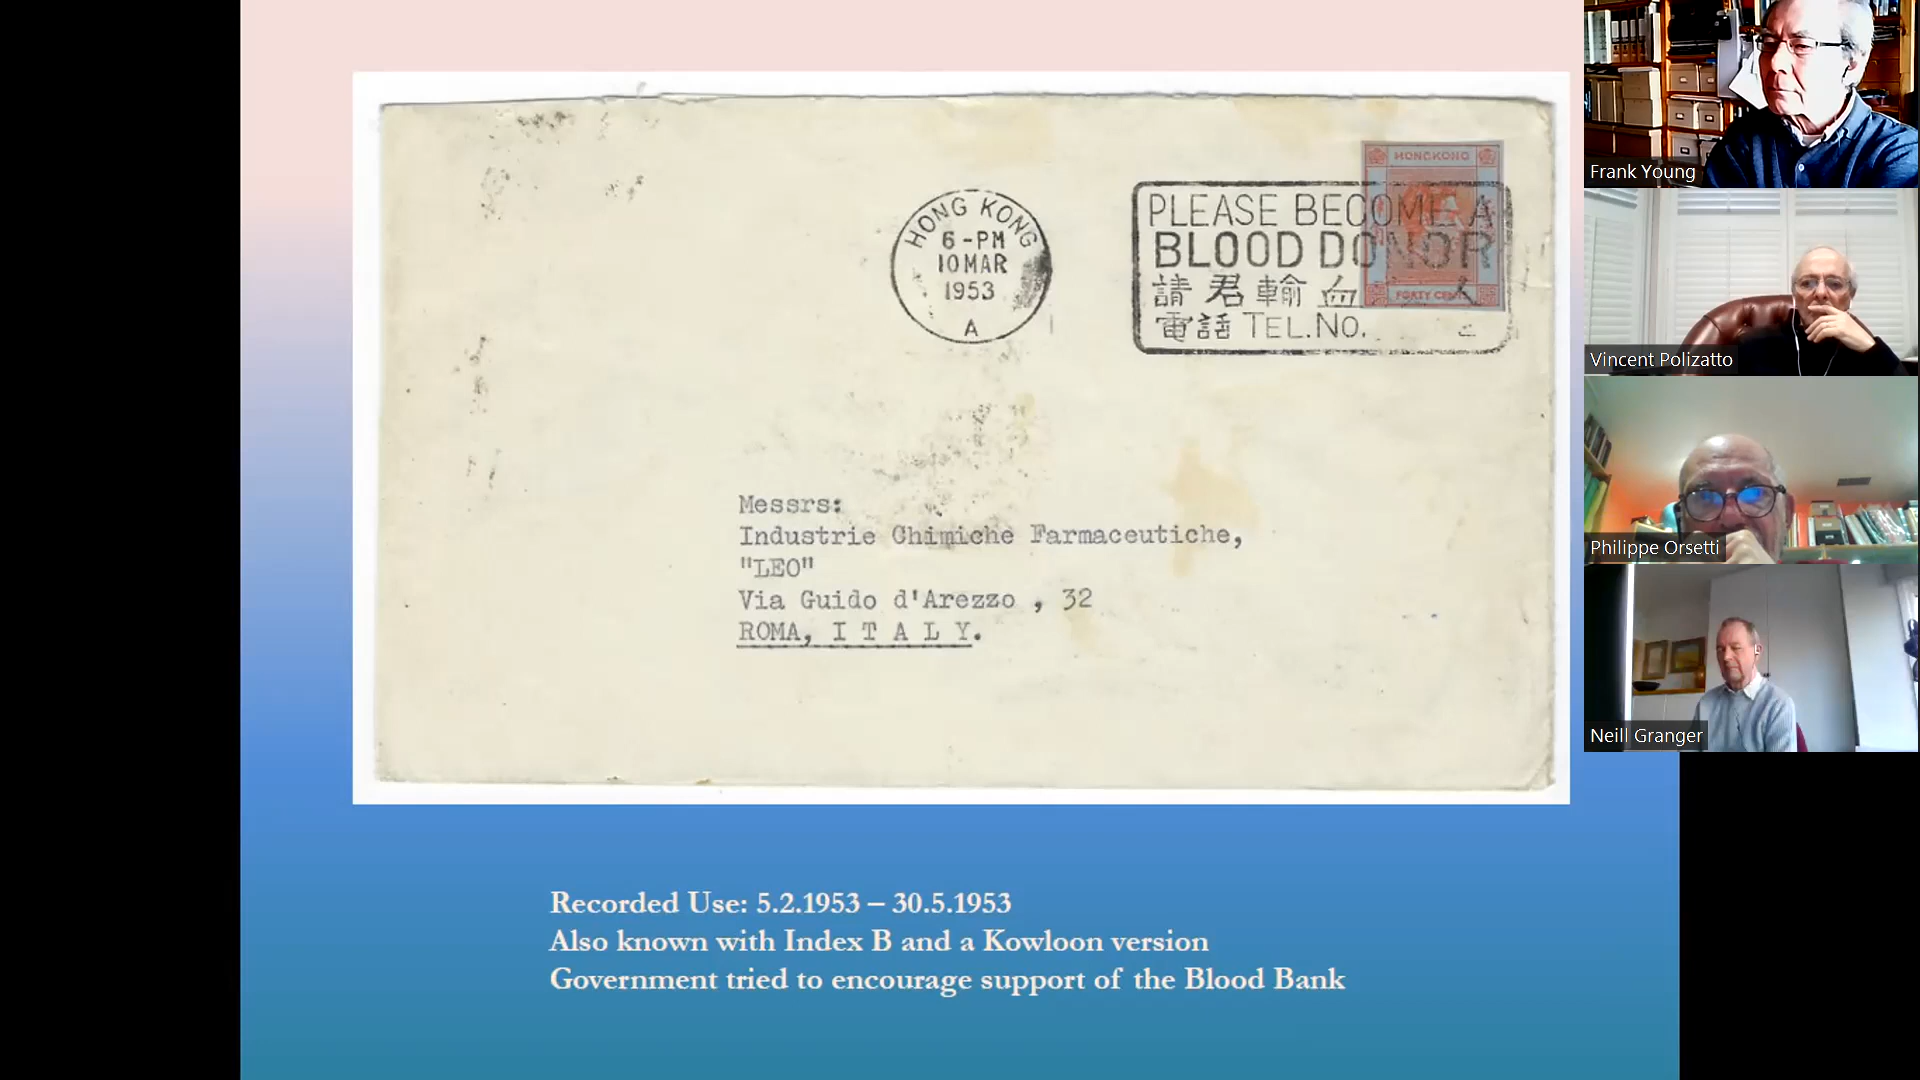 HONG KONG
6-PM
10 MAR
1953
A
HONG KONG
FORTY CENTS
PLEASE BECOME A
BLOOD DONOR
請君輸血
電話 TEL.NO.
Messrs:
Industrie Chimiche Farmaceutiche,
"LEO"
Via Guido d'Arezzo , 32
ROMA, I T A L Y.
Recorded Use: 5.2.1953 – 30.5.1953
Also known with Index B and a Kowloon version
Government tried to encourage support of the Blood Bank
Frank Young
Vincent Polizatto
Philippe Orsetti
Neill Granger